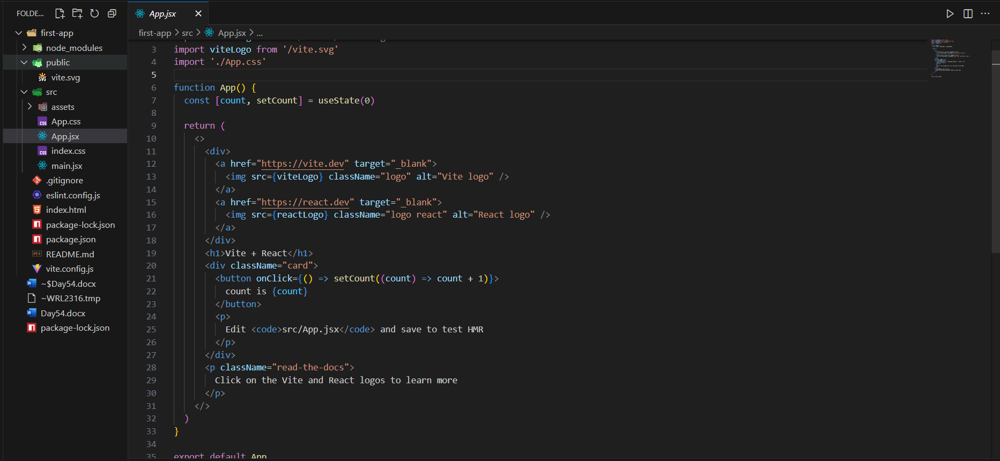 FOLDE...
first-app
node_modules
public
vite.svg
src
assets
App.css
App.jsx
index.css
main.jsx
.gitignore
eslint.config.js
index.html
package-lock.json
package.json
README.md
vite.config.js
~$Day54.docx
~WRL2316.tmp
Day54.docx
package-lock.json
App.jsx
first-app > src > App.jsx > ...
3 import viteLogo from '/vite.svg'
4 import './App.css'
5
6 function App() {
7 const [count, setCount] = useState(0)
8
9 return (
10 <>
11 <div>
12 <a href="https://vite.dev" target="_blank">
13 <img src={viteLogo} className="logo" alt="Vite logo" />
14 </a>
15 <a href="https://react.dev" target="_blank">
16 <img src={reactLogo} className="logo react" alt="React logo" />
17 </a>
18 </div>
19 <h1>Vite + React</h1>
20 <div className="card">
21 <button onClick={() => setCount((count) => count + 1)}>
22 count is {count}
23 </button>
24 <p>
25 Edit <code>src/App.jsx</code> and save to test HMR
26 </p>
27 </div>
28 <p className="read-the-docs">
29 Click on the Vite and React logos to learn more
30 </p>
31 </>
32 )
33 }
34
35 export default App